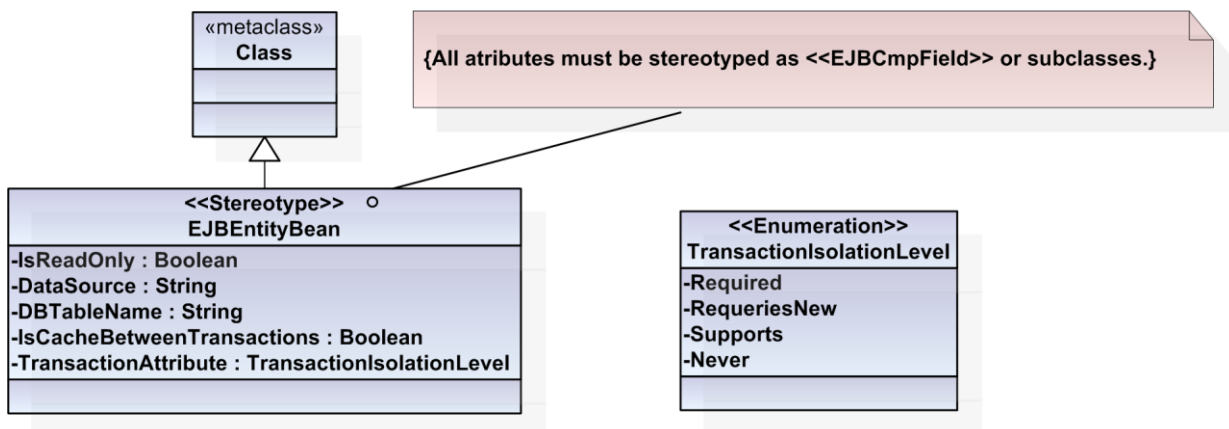 «metaclass»
Class
{All atributes must be stereotyped as <<EJBCmpField>> or subclasses.}
<<Stereotype>>
EJBEntityBean
-IsReadOnly : Boolean
-DataSource : String
-DBTableName : String
-IsCacheBetweenTransactions : Boolean
-TransactionAttribute : TransactionIsolationLevel
<<Enumeration>>
TransactionIsolationLevel
-Required
-RequeriesNew
-Supports
-Never